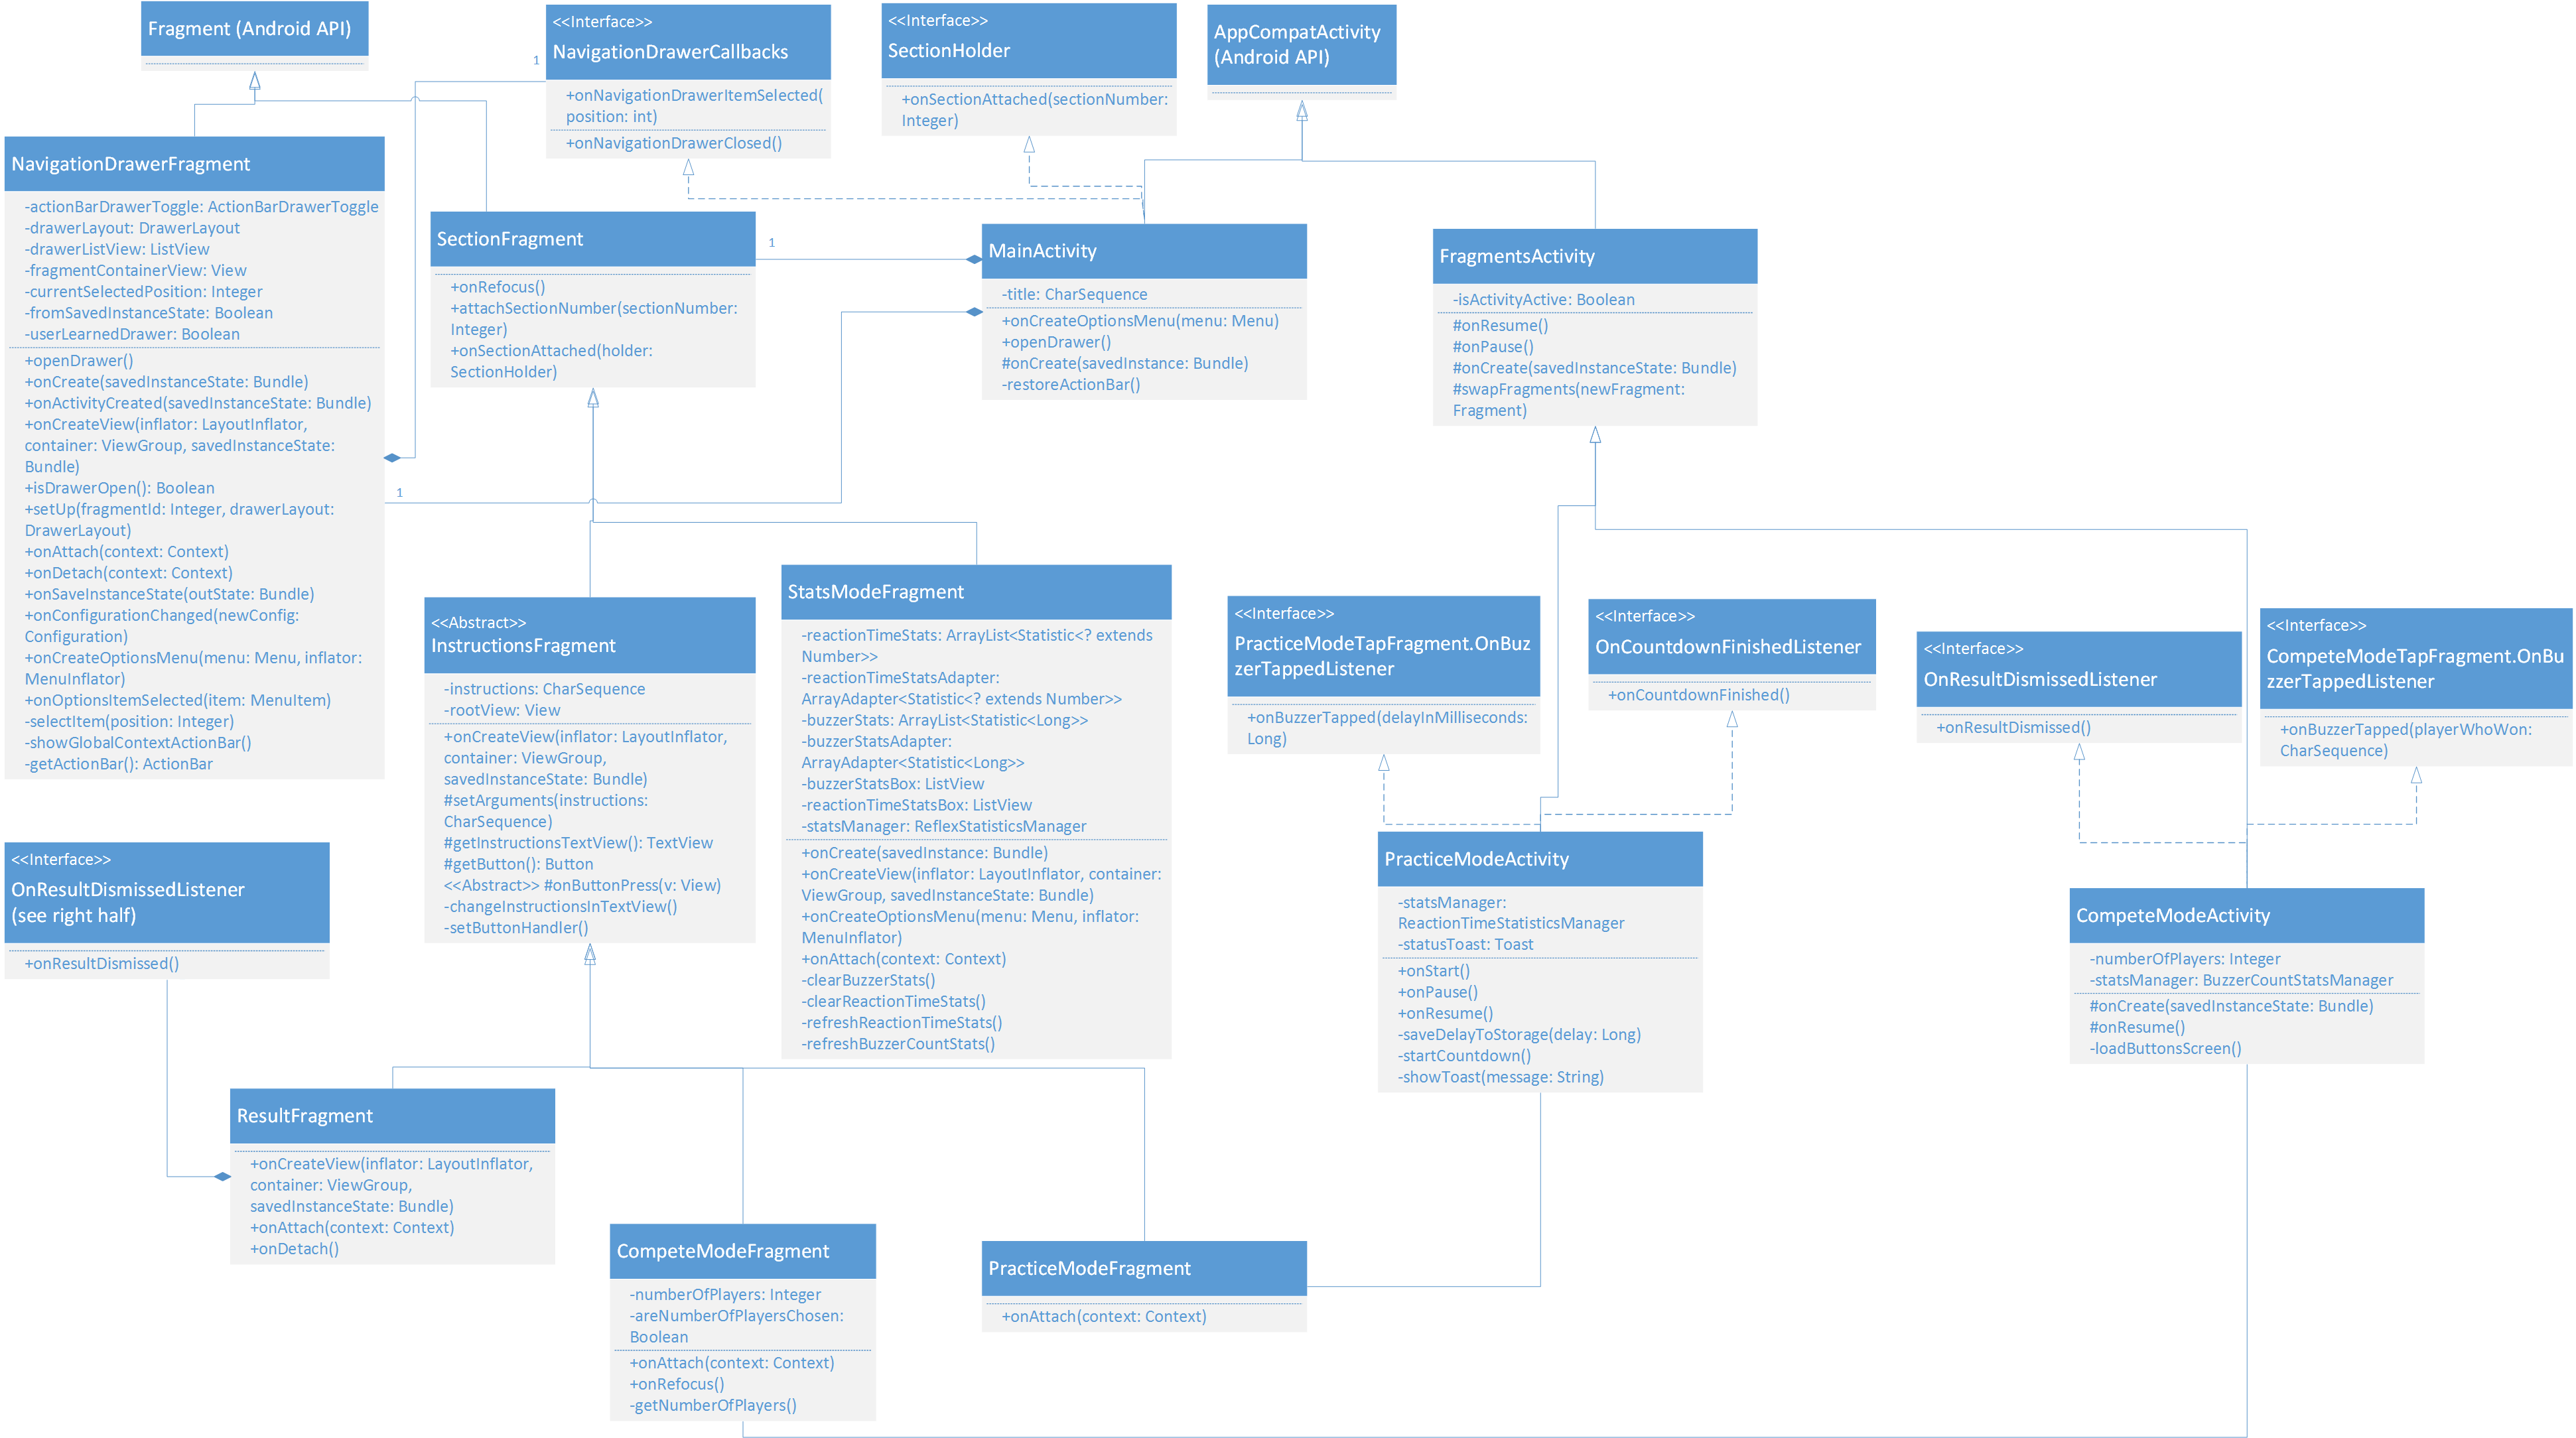 Fragment (Android API)
<<Interface>>
NavigationDrawerCallbacks
+onNavigationDrawerItemSelected(
position: int)
+onNavigationDrawerClosed()
<<Interface>>
SectionHolder
+onSectionAttached(sectionNumber:
Integer)
AppCompatActivity
(Android API)
1
NavigationDrawerFragment
-actionBarDrawerToggle: ActionBarDrawerToggle
-drawerLayout: DrawerLayout
-drawerListView: ListView
-fragmentContainerView: View
-currentSelectedPosition: Integer
-fromSavedInstanceState: Boolean
-userLearnedDrawer: Boolean
+openDrawer()
+onCreate(savedInstanceState: Bundle)
+onActivityCreated(savedInstanceState: Bundle)
+onCreateView(inflator: LayoutInflator,
container: ViewGroup, savedInstanceState:
Bundle)
+isDrawerOpen(): Boolean
+setUp(fragmentId: Integer, drawerLayout:
DrawerLayout)
+onAttach(context: Context)
+onDetach(context: Context)
+onSaveInstanceState(outState: Bundle)
+onConfigurationChanged(newConfig:
Configuration)
+onCreateOptionsMenu(menu: Menu, inflator:
MenuInflator)
+onOptionsItemSelected(item: MenuItem)
-selectItem(position: Integer)
-showGlobalContextActionBar()
-getActionBar(): ActionBar
SectionFragment
+onRefocus()
+attachSectionNumber(sectionNumber:
Integer)
+onSectionAttached(holder:
SectionHolder)
1
MainActivity
-title: CharSequence
+onCreateOptionsMenu(menu: Menu)
+openDrawer()
#onCreate(savedInstance: Bundle)
-restoreActionBar()
FragmentsActivity
-isActivityActive: Boolean
#onResume()
#onPause()
#onCreate(savedInstanceState: Bundle)
#swapFragments(newFragment:
Fragment)
1
<<Abstract>>
InstructionsFragment
-instructions: CharSequence
-rootView: View
+onCreateView(inflator: LayoutInflator,
container: ViewGroup,
savedInstanceState: Bundle)
#setArguments(instructions:
CharSequence)
#getInstructionsTextView(): TextView
#getButton(): Button
<<Abstract>> #onButtonPress(v: View)
-changeInstructionsInTextView()
-setButtonHandler()
StatsModeFragment
-reactionTimeStats: ArrayList<Statistic<? extends
Number>>
-reactionTimeStatsAdapter:
ArrayAdapter<Statistic<? extends Number>>
-buzzerStats: ArrayList<Statistic<Long>>
-buzzerStatsAdapter:
ArrayAdapter<Statistic<Long>>
-buzzerStatsBox: ListView
-reactionTimeStatsBox: ListView
-statsManager: ReflexStatisticsManager
+onCreate(savedInstance: Bundle)
+onCreateView(inflator: LayoutInflator, container:
ViewGroup, savedInstanceState: Bundle)
+onCreateOptionsMenu(menu: Menu, inflator:
MenuInflator)
+onAttach(context: Context)
-clearBuzzerStats()
-clearReactionTimeStats()
-refreshReactionTimeStats()
-refreshBuzzerCountStats()
<<Interface>>
PracticeModeTapFragment.OnBuz
zerTappedListener
+onBuzzerTapped(delayInMilliseconds:
Long)
<<Interface>>
OnCountdownFinishedListener
+onCountdownFinished()
<<Interface>>
OnResultDismissedListener
+onResultDismissed()
<<Interface>>
CompeteModeTapFragment.OnBu
zzerTappedListener
+onBuzzerTapped(playerWhoWon:
CharSequence)
<<Interface>>
OnResultDismissedListener
(see right half)
+onResultDismissed()
PracticeModeActivity
-statsManager:
ReactionTimeStatisticsManager
-statusToast: Toast
+onStart()
+onPause()
+onResume()
-saveDelayToStorage(delay: Long)
-startCountdown()
-showToast(message: String)
CompeteModeActivity
-numberOfPlayers: Integer
-statsManager: BuzzerCountStatsManager
#onCreate(savedInstanceState: Bundle)
#onResume()
-loadButtonsScreen()
ResultFragment
+onCreateView(inflator: LayoutInflator,
container: ViewGroup,
savedInstanceState: Bundle)
+onAttach(context: Context)
+onDetach()
CompeteModeFragment
-numberOfPlayers: Integer
-areNumberOfPlayersChosen:
Boolean
+onAttach(context: Context)
+onRefocus()
-getNumberOfPlayers()
PracticeModeFragment
+onAttach(context: Context)